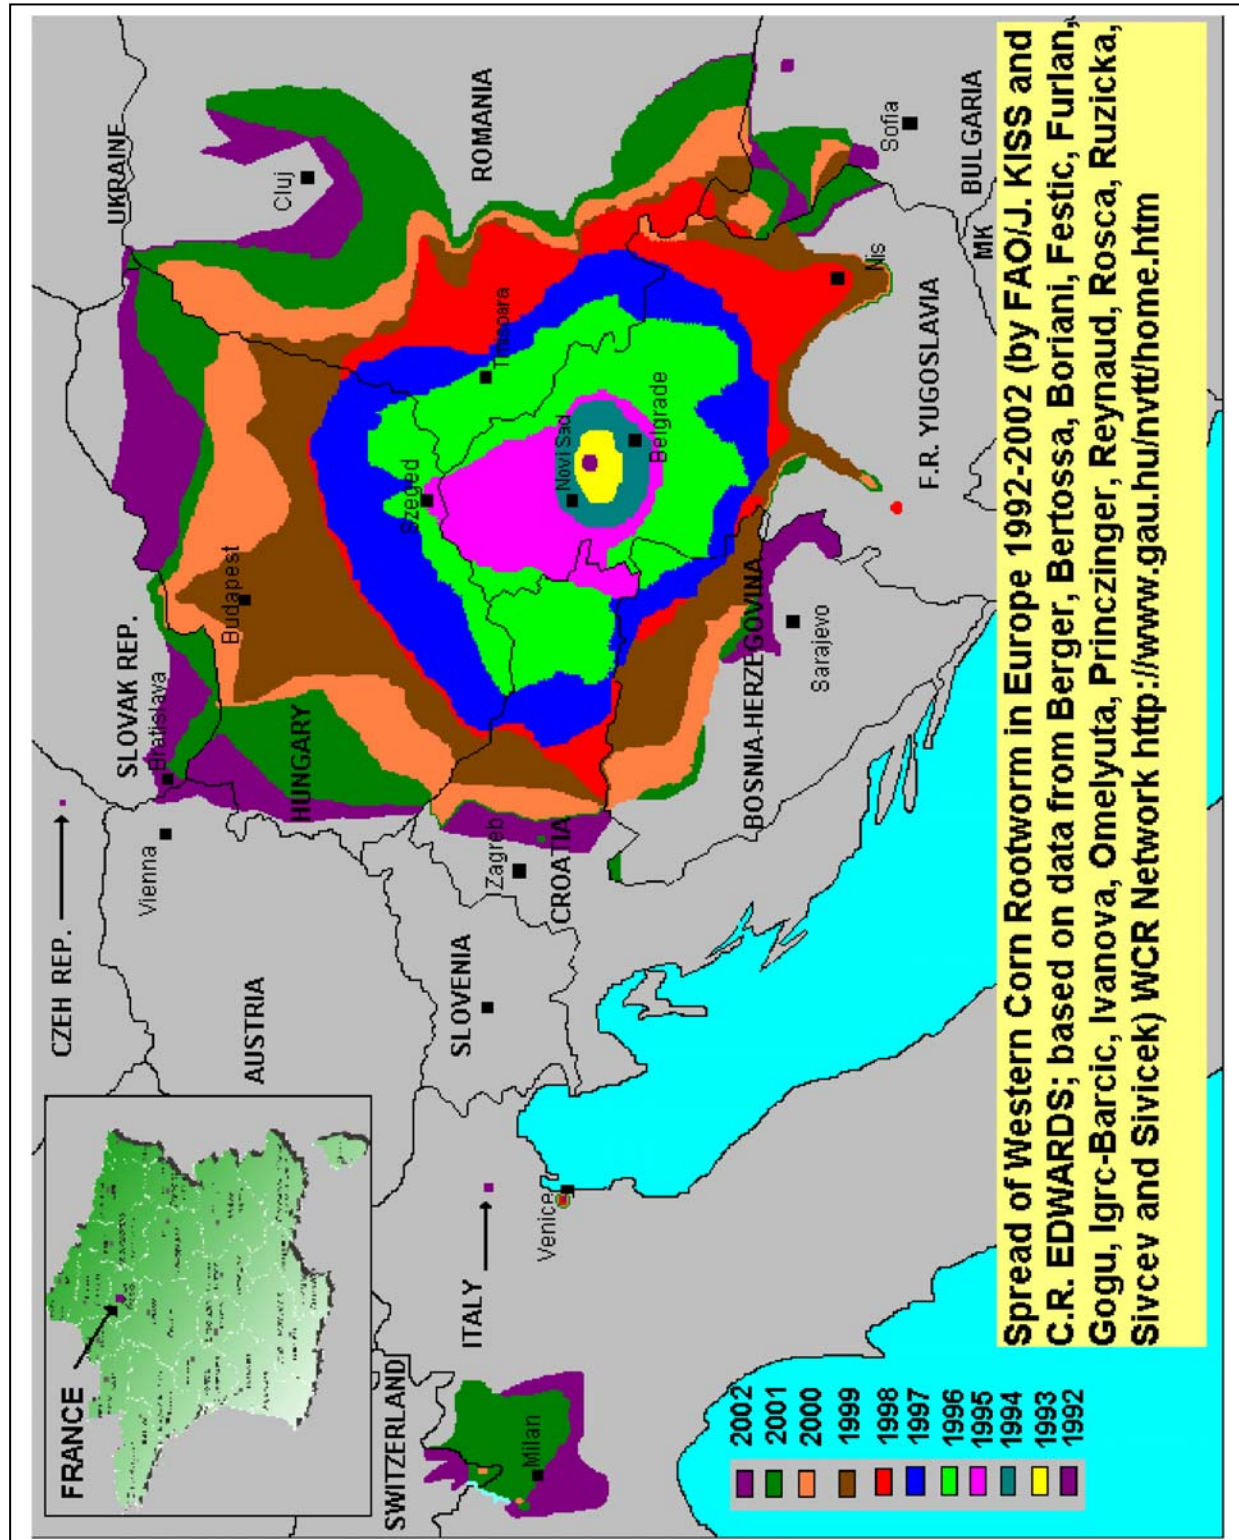 FRANCE
CZEH REP.
SLOVAK REP.
UKRAINE
Bratislava
Vienna
Budapest
Cluj
AUSTRIA
HUNGARY
ROMANIA
SWITZERLAND
ITALY
SLOVENIA
Zagreb
CROATIA
Szeged
Timisoara
Milan
Venice
Novi Sad
Belgrade
BOSNIA-HERZEGOVINA
Sarajevo
Nis
Sofia
F.R. YUGOSLAVIA
MK
BULGARIA
2002
2001
2000
1999
1998
1997
1996
1995
1994
1993
1992
Spread of Western Corn Rootworm in Europe 1992-2002 (by FAO/J. KISS and
C.R. EDWARDS; based on data from Berger, Bertossa, Boriani, Festic, Furlan,
Gogu, Igrc-Barcic, Ivanova, Omelyuta, Princzinger, Reynaud, Rosca, Ruzicka,
Sivcev and Sivicek) WCR Network http://www.gau.hu/nvtt/home.htm